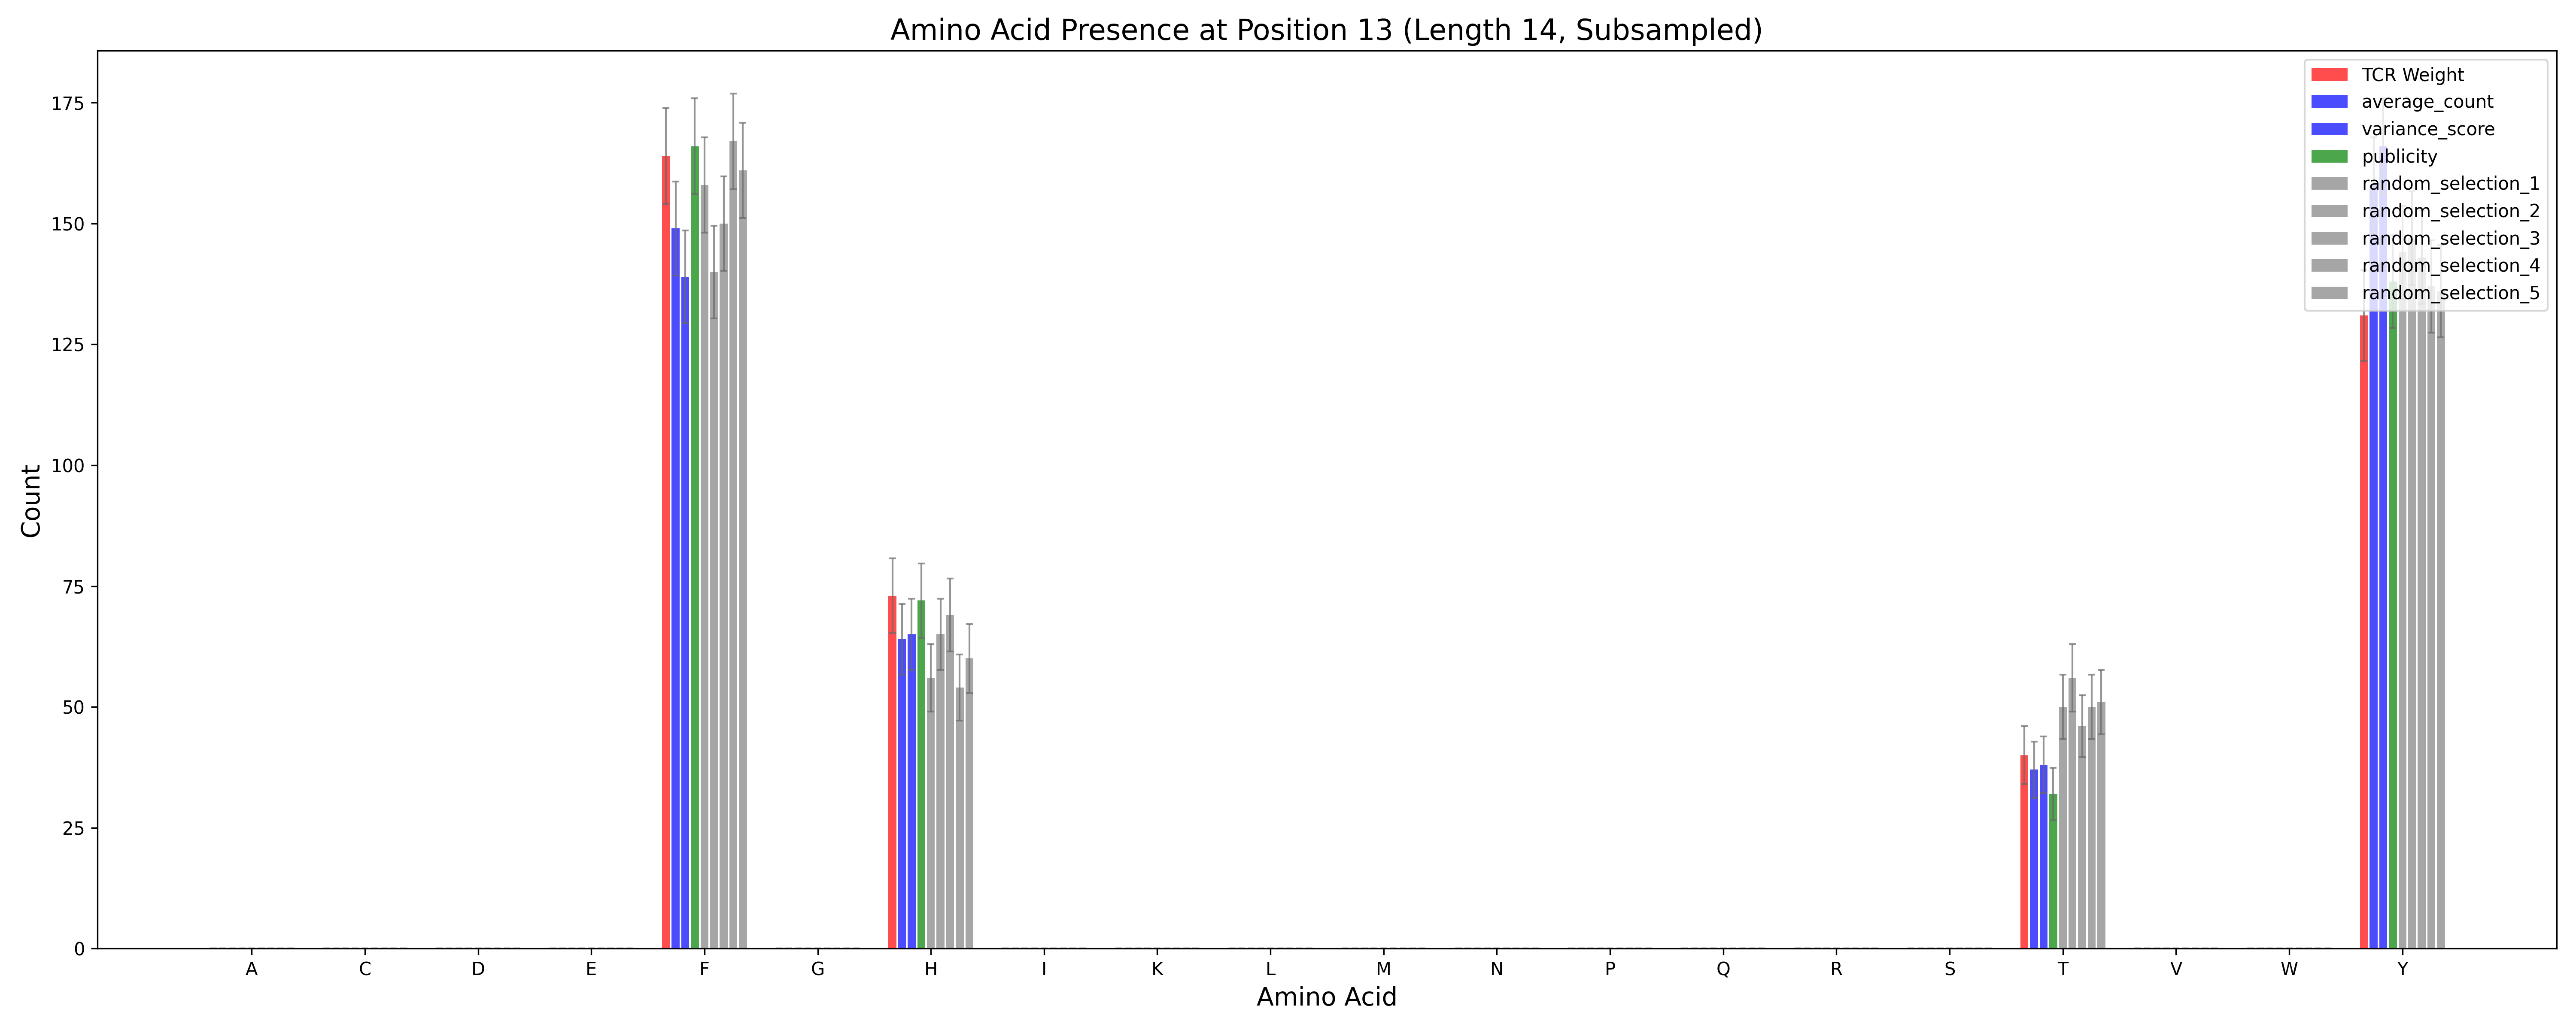 Amino Acid Presence at Position 13 (Length 14, Subsampled)
TCR Weight
average_count
variance_score
publicity
random_selection_1
random_selection_2
random_selection_3
random_selection_4
random_selection_5
Count
175
150
125
100
75
50
25
0
A C D E F G H I K L M N P Q R S T V W Y
Amino Acid